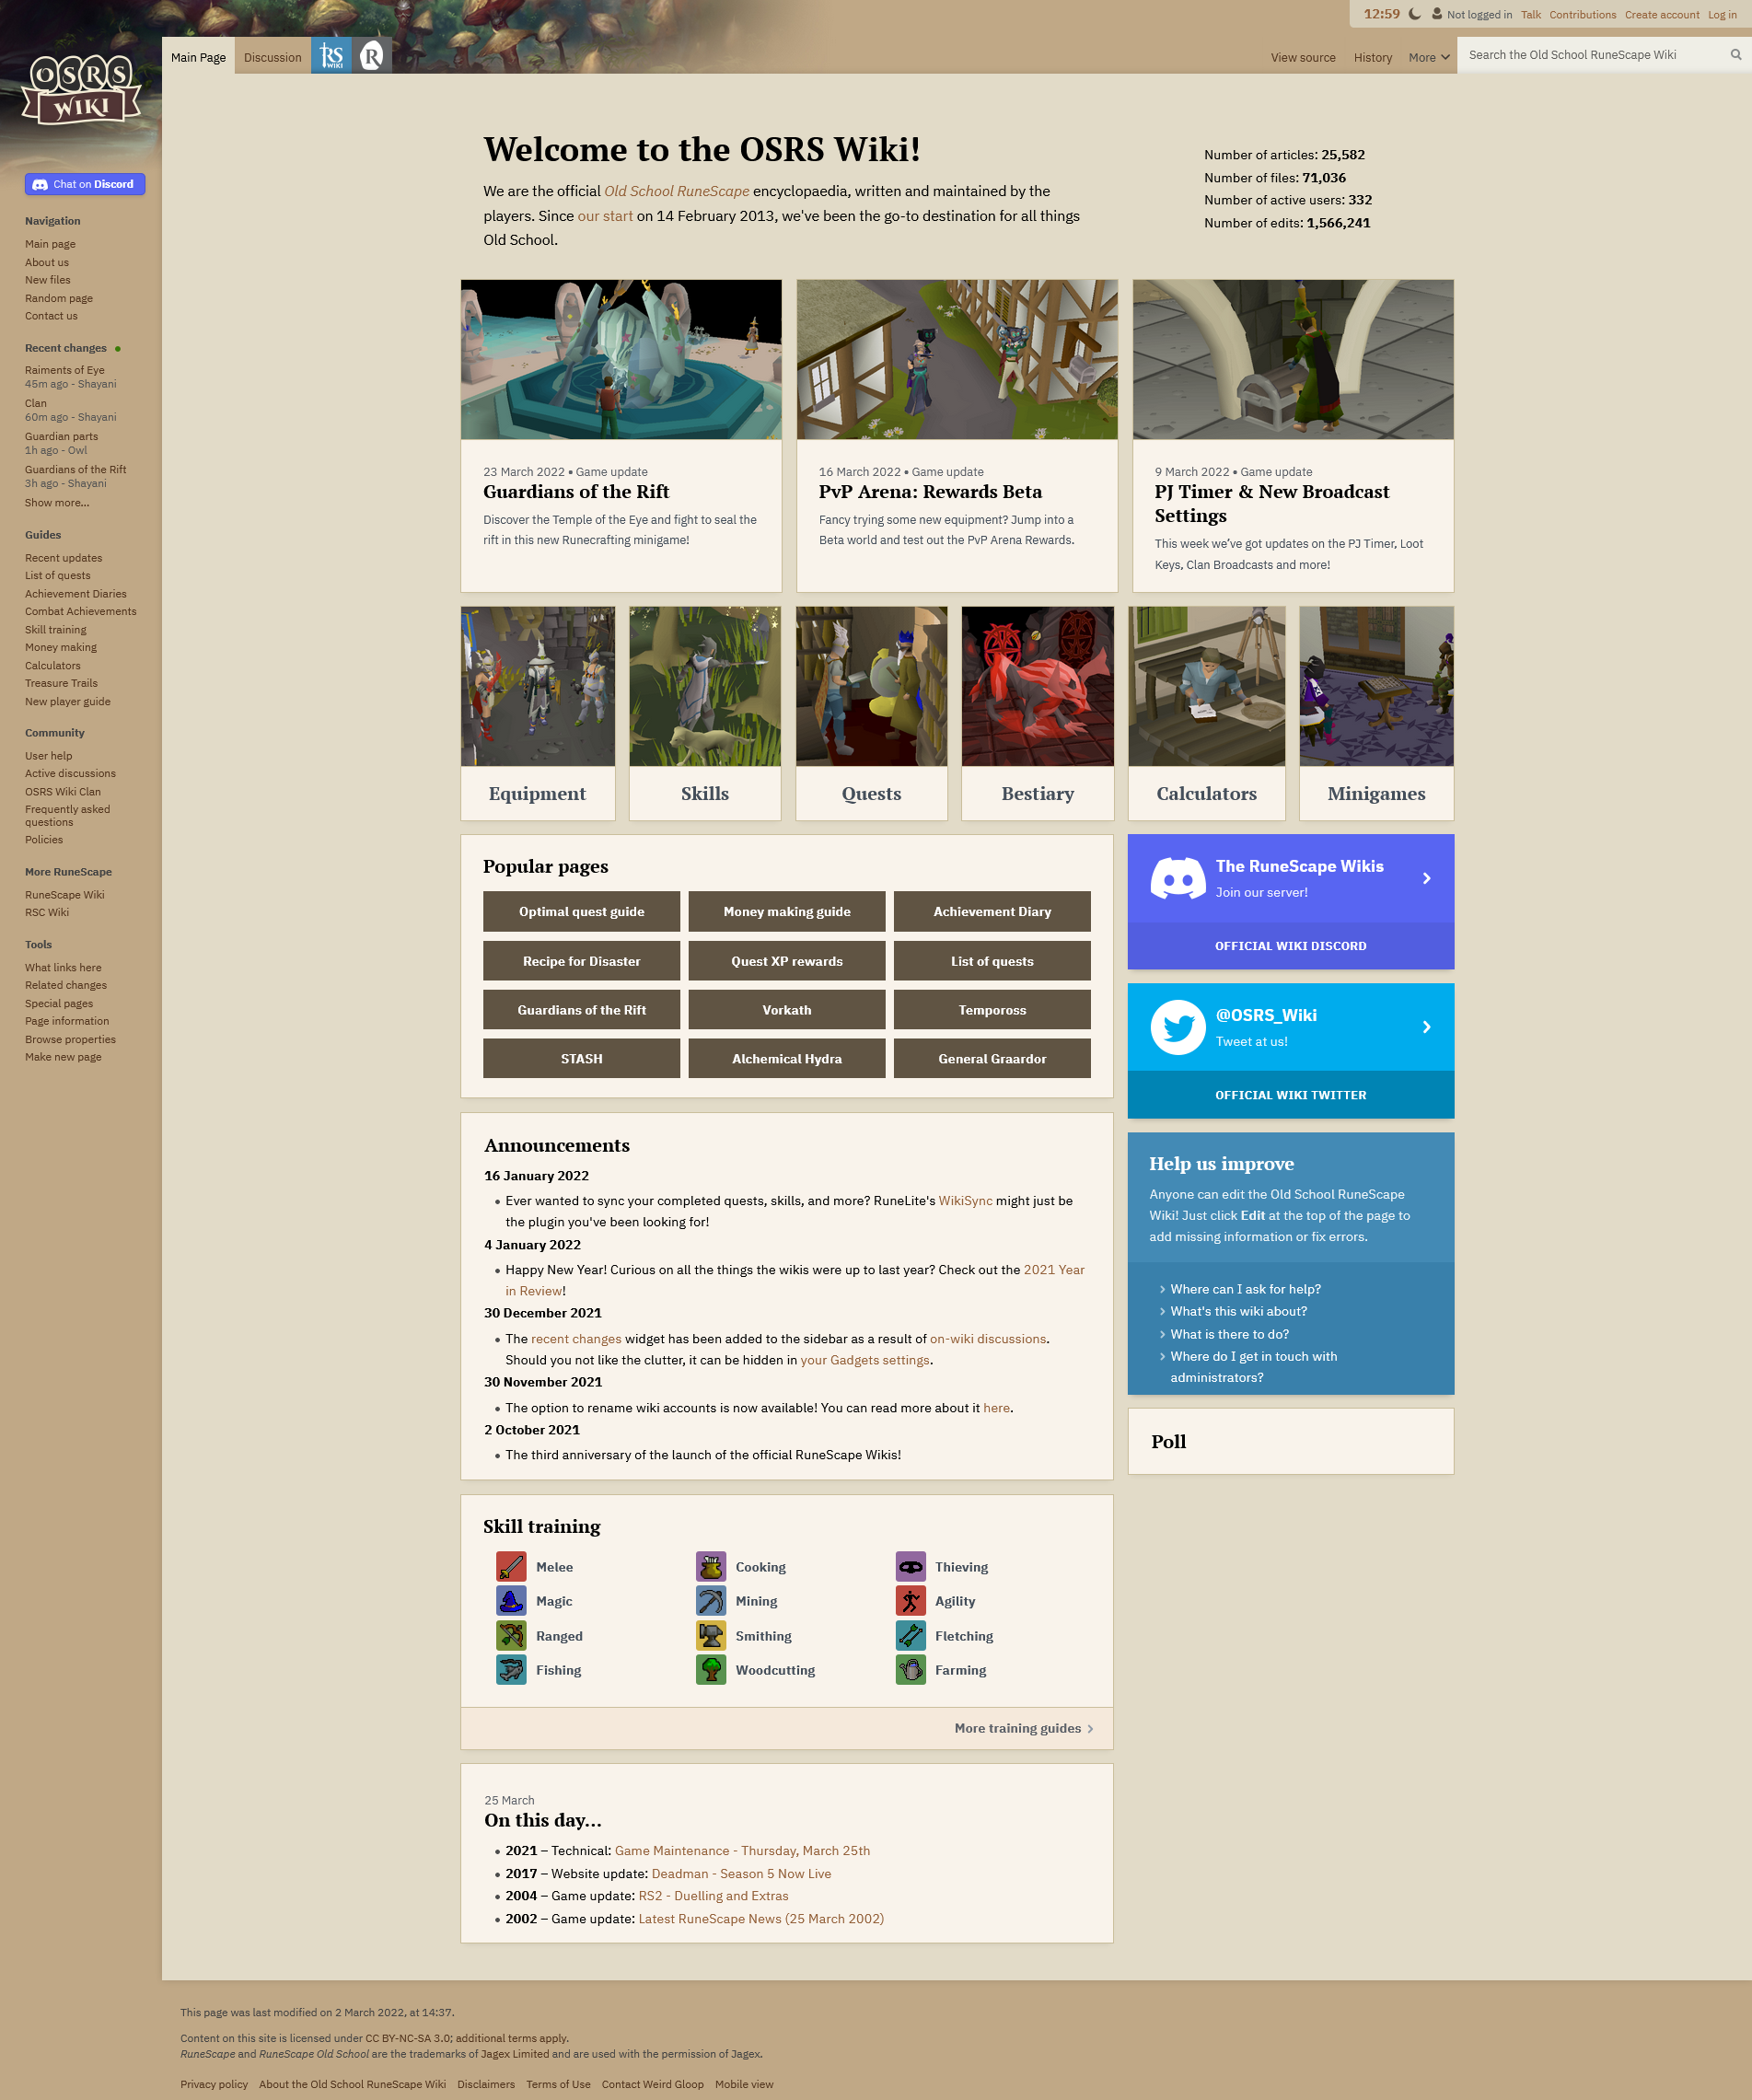 12:59 Not logged in Talk Contributions Create account Log in
OSRS
WIKI
Main Page Discussion RS WIKI R View source History More Search the Old School RuneScape Wiki
Chat on Discord
Navigation
Main page
About us
New files
Random page
Contact us
Recent changes
Raiments of Eye
45m ago - Shayani
Clan
60m ago - Shayani
Guardian parts
1h ago - Owl
Guardians of the Rift
3h ago - Shayani
Show more...
Guides
Recent updates
List of quests
Achievement Diaries
Combat Achievements
Skill training
Money making
Calculators
Treasure Trails
New player guide
Community
User help
Active discussions
OSRS Wiki Clan
Frequently asked
questions
Policies
More RuneScape
RuneScape Wiki
RSC Wiki
Tools
What links here
Related changes
Special pages
Page information
Browse properties
Make new page
Welcome to the OSRS Wiki!
We are the official Old School RuneScape encyclopaedia, written and maintained by the
players. Since our start on 14 February 2013, we've been the go-to destination for all things
Old School.
Number of articles: 25,582
Number of files: 71,036
Number of active users: 332
Number of edits: 1,566,241
23 March 2022 • Game update
Guardians of the Rift
Discover the Temple of the Eye and fight to seal the
rift in this new Runecrafting minigame!
16 March 2022 • Game update
PvP Arena: Rewards Beta
Fancy trying some new equipment? Jump into a
Beta world and test out the PvP Arena Rewards.
9 March 2022 • Game update
PJ Timer & New Broadcast
Settings
This week we've got updates on the PJ Timer, Loot
Keys, Clan Broadcasts and more!
Equipment
Skills
Quests
Bestiary
Calculators
Minigames
Popular pages
Optimal quest guide Money making guide Achievement Diary
Recipe for Disaster Quest XP rewards List of quests
Guardians of the Rift Vorkath Tempoross
STASH Alchemical Hydra General Graardor
The RuneScape Wikis
Join our server!
OFFICIAL WIKI DISCORD
@OSRS_Wiki
Tweet at us!
OFFICIAL WIKI TWITTER
Help us improve
Anyone can edit the Old School RuneScape
Wiki! Just click Edit at the top of the page to
add missing information or fix errors.
Where can I ask for help?
What's this wiki about?
What is there to do?
Where do I get in touch with
administrators?
Poll
Announcements
16 January 2022
• Ever wanted to sync your completed quests, skills, and more? RuneLite's WikiSync might just be
the plugin you've been looking for!
4 January 2022
• Happy New Year! Curious on all the things the wikis were up to last year? Check out the 2021 Year
in Review!
30 December 2021
• The recent changes widget has been added to the sidebar as a result of on-wiki discussions.
Should you not like the clutter, it can be hidden in your Gadgets settings.
30 November 2021
• The option to rename wiki accounts is now available! You can read more about it here.
2 October 2021
• The third anniversary of the launch of the official RuneScape Wikis!
Skill training
Melee Cooking Thieving
Magic Mining Agility
Ranged Smithing Fletching
Fishing Woodcutting Farming
More training guides
25 March
On this day...
• 2021 – Technical: Game Maintenance - Thursday, March 25th
• 2017 – Website update: Deadman - Season 5 Now Live
• 2004 – Game update: RS2 - Duelling and Extras
• 2002 – Game update: Latest RuneScape News (25 March 2002)
This page was last modified on 2 March 2022, at 14:37.
Content on this site is licensed under CC BY-NC-SA 3.0; additional terms apply.
RuneScape and RuneScape Old School are the trademarks of Jagex Limited and are used with the permission of Jagex.
Privacy policy About the Old School RuneScape Wiki Disclaimers Terms of Use Contact Weird Gloop Mobile view